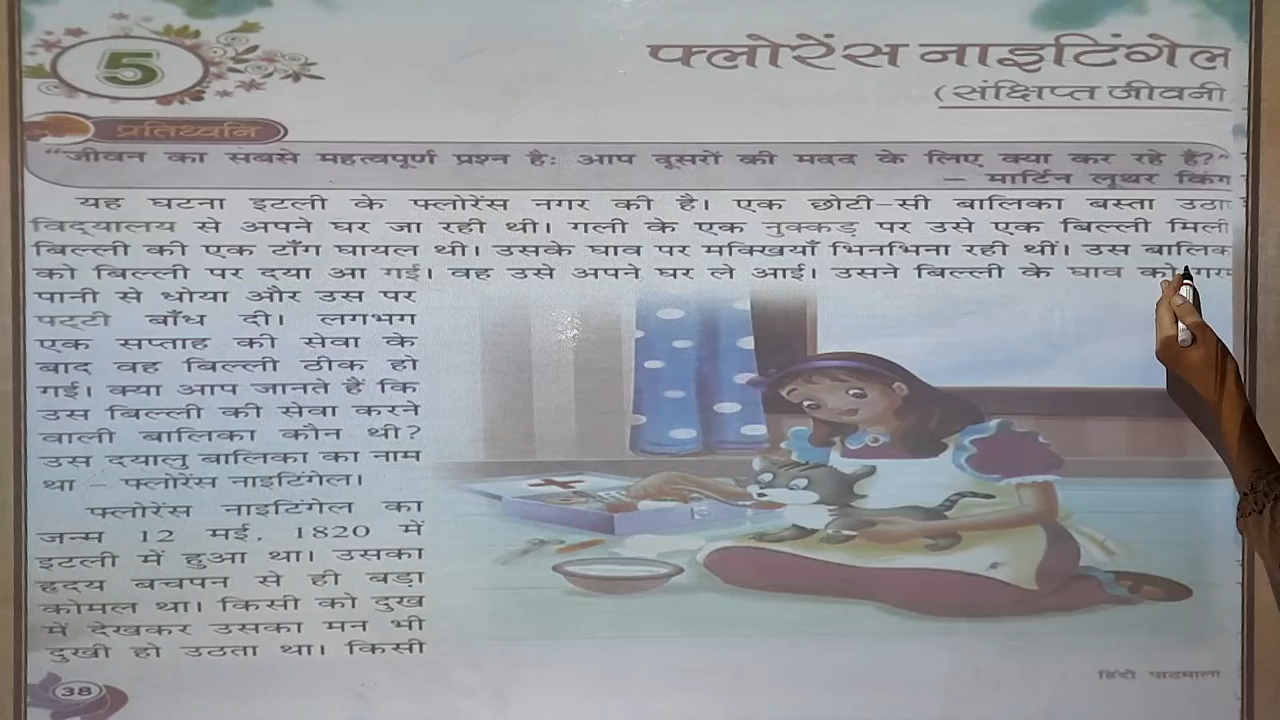 5
फ्लोरेंस नाइटिंगेल
(संक्षिप्त जीवनी
प्रतिध्वनि
“जीवन का सबसे महत्वपूर्ण प्रश्न है: आप दूसरों की मदद के लिए क्या कर रहे हैं?”
– मार्टिन लूथर किंग
यह घटना इटली के फ्लोरेंस नगर की है। एक छोटी-सी बालिका बस्ता
विद्यालय से अपने घर जा रही थी। गली के एक नुक्कड़ पर उसे एक बिल्ली मिली
बिल्ली की एक टाँग घायल थी। उसके घाव पर मक्खियाँ भिनभिना रही थीं। उस
को बिल्ली पर दया आ गई। वह उसे अपने घर ले आई। उसने बिल्ली के घाव को
पानी से धोया और उस पर
पट्टी बाँध दी। लगभग
एक सप्ताह की सेवा के
बाद वह बिल्ली ठीक हो
गई। क्या आप जानते हैं कि
उस बिल्ली की सेवा करने
वाली बालिका कौन थी?
उस दयालु बालिका का नाम
था – फ्लोरेंस नाइटिंगेल।
फ्लोरेंस नाइटिंगेल का
जन्म 12 मई, 1820 में
इटली में हुआ था। उसका
हृदय बचपन से ही बड़ा
कोमल था। किसी को दुख
में देखकर उसका मन भी
दुखी हो उठता था। किसी
38
हिंदी पाठमाला